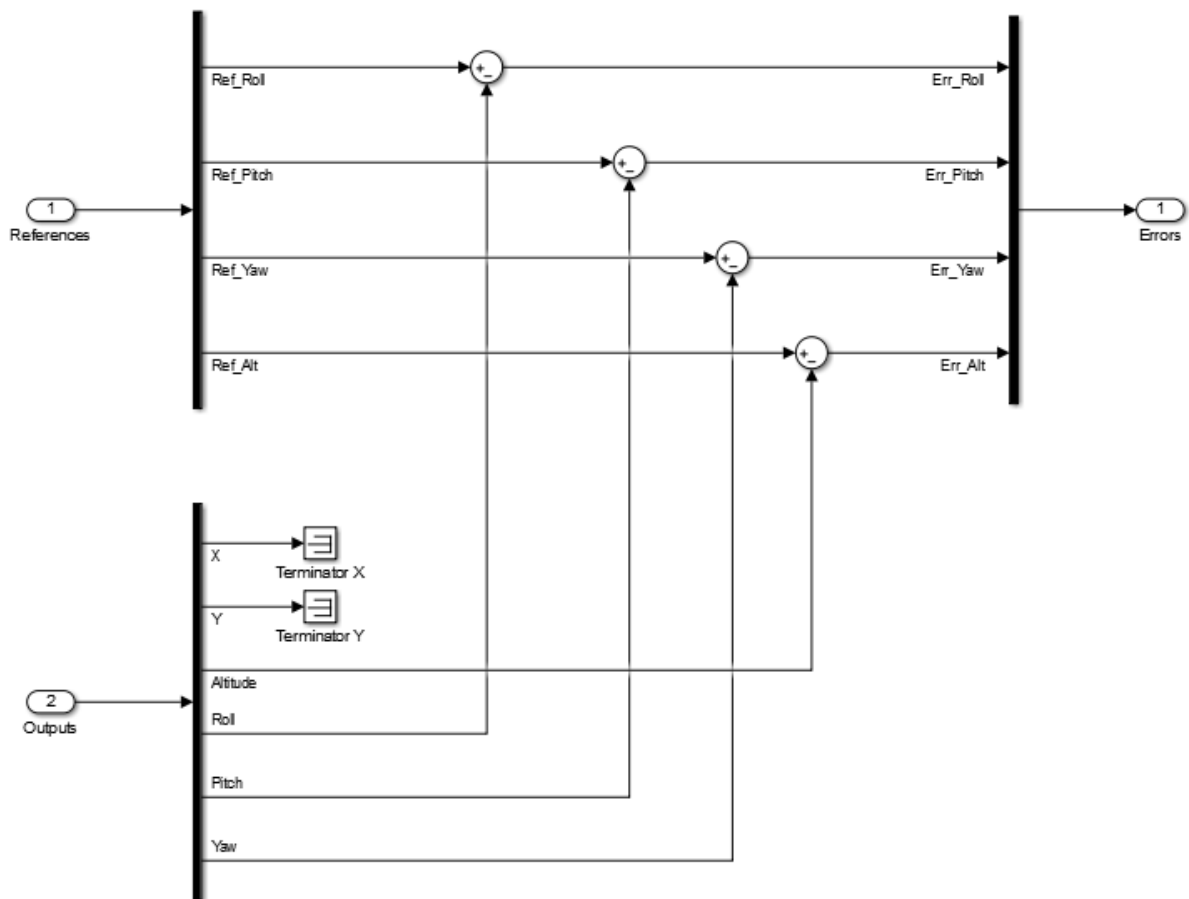 Ref_Roll
+
-
Err_Roll
Ref_Pitch
+
-
Err_Pitch
1
References
1
Errors
Ref_Yaw
+
-
Err_Yaw
Ref_Alt
+
-
Err_Alt
X
Terminator X
Y
Terminator Y
Altitude
2
Outputs
Roll
Pitch
Yaw